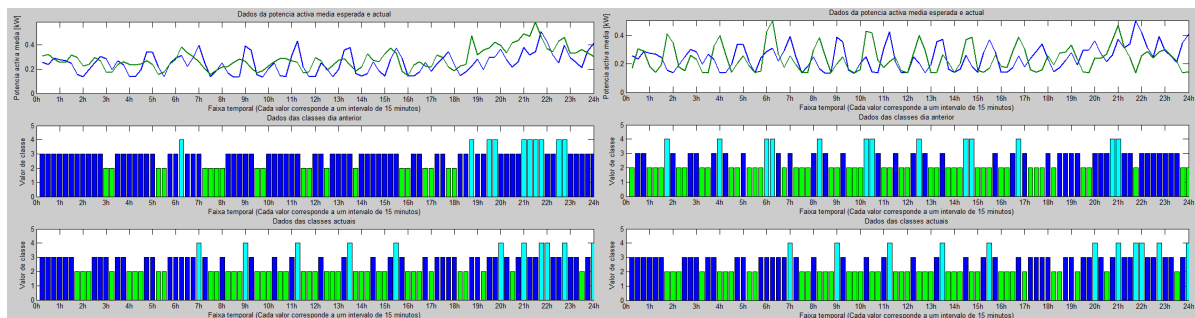 Dados da potencia activa media esperada e actual
Potencia activa media [kW]
0.4
0.2
0
0h 1h 2h 3h 4h 5h 6h 7h 8h 9h 10h 11h 12h 13h 14h 15h 16h 17h 18h 19h 20h 21h 22h 23h 24h
Faixa temporal (Cada valor corresponde a um intervalo de 15 minutos)
Dados das classes dia anterior
Valor de classe
5
4
3
2
1
0
0h 1h 2h 3h 4h 5h 6h 7h 8h 9h 10h 11h 12h 13h 14h 15h 16h 17h 18h 19h 20h 21h 22h 23h 24h
Faixa temporal (Cada valor corresponde a um intervalo de 15 minutos)
Dados das classes actuais
Valor de classe
5
4
3
2
1
0
0h 1h 2h 3h 4h 5h 6h 7h 8h 9h 10h 11h 12h 13h 14h 15h 16h 17h 18h 19h 20h 21h 22h 23h 24h
Faixa temporal (Cada valor corresponde a um intervalo de 15 minutos)
Dados da potencia activa media esperada e actual
Potencia activa media [kW]
0.4
0.2
0
0h 1h 2h 3h 4h 5h 6h 7h 8h 9h 10h 11h 12h 13h 14h 15h 16h 17h 18h 19h 20h 21h 22h 23h 24h
Faixa temporal (Cada valor corresponde a um intervalo de 15 minutos)
Dados das classes dia anterior
Valor de classe
5
4
3
2
1
0
0h 1h 2h 3h 4h 5h 6h 7h 8h 9h 10h 11h 12h 13h 14h 15h 16h 17h 18h 19h 20h 21h 22h 23h 24h
Faixa temporal (Cada valor corresponde a um intervalo de 15 minutos)
Dados das classes actuais
Valor de classe
5
4
3
2
1
0
0h 1h 2h 3h 4h 5h 6h 7h 8h 9h 10h 11h 12h 13h 14h 15h 16h 17h 18h 19h 20h 21h 22h 23h 24h
Faixa temporal (Cada valor corresponde a um intervalo de 15 minutos)